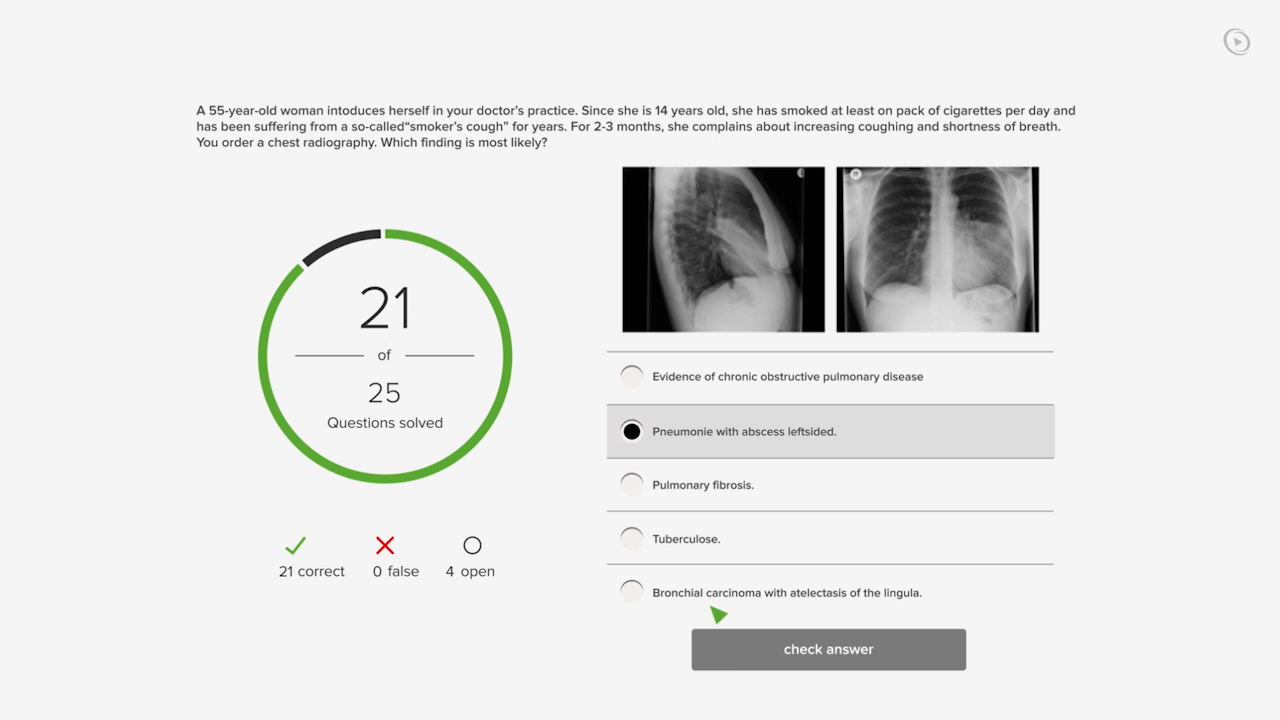 A 55-year-old woman intoduces herself in your doctor's practice. Since she is 14 years old, she has smoked at least on pack of cigarettes per day and
has been suffering from a so-called“smoker's cough” for years. For 2-3 months, she complains about increasing coughing and shortness of breath.
You order a chest radiography. Which finding is most likely?
21
of
25
Questions solved
21 correct
0 false
4 open
Evidence of chronic obstructive pulmonary disease
Pneumonie with abscess leftsided.
Pulmonary fibrosis.
Tuberculose.
Bronchial carcinoma with atelectasis of the lingula.
check answer